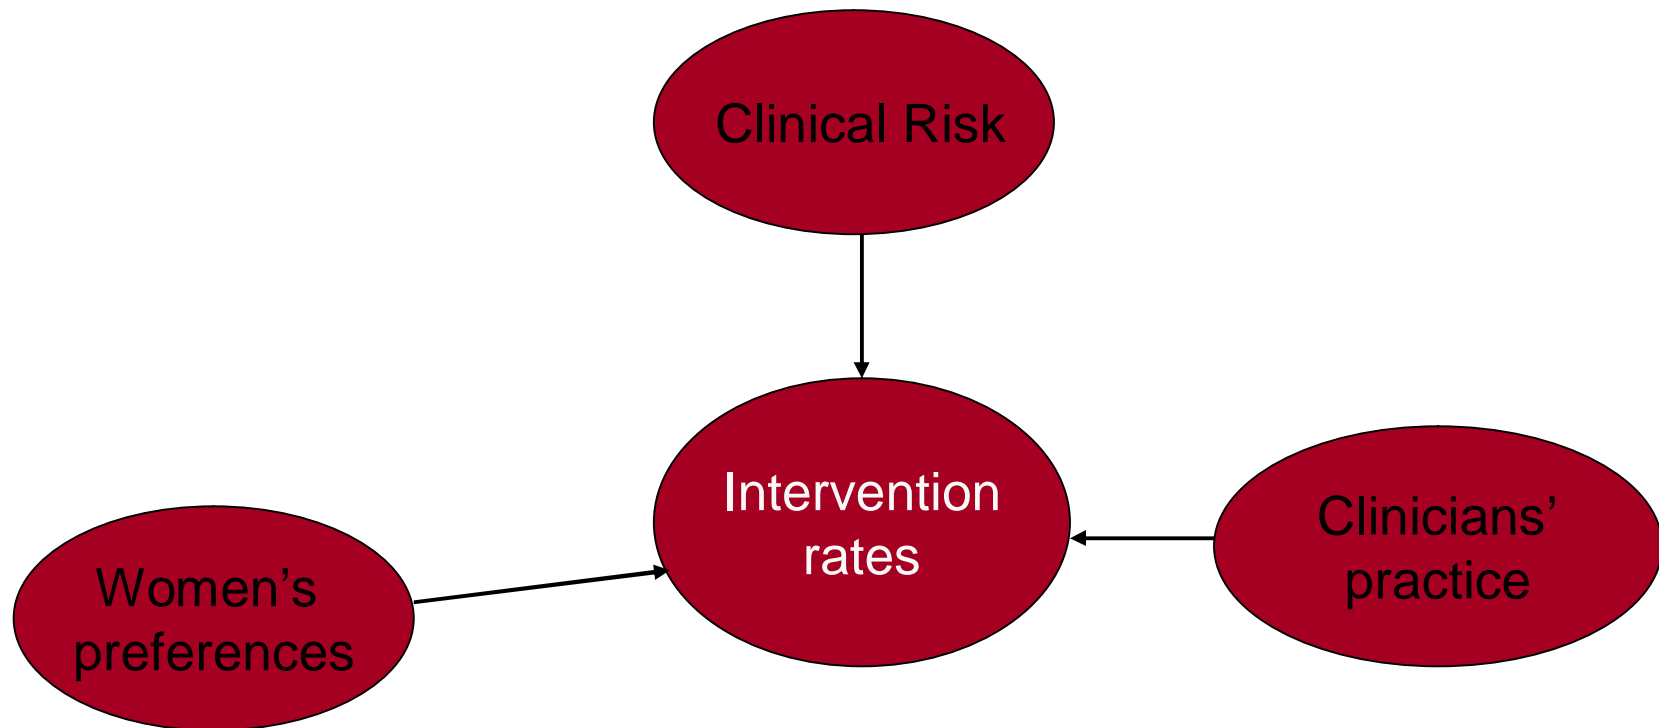 Clinical Risk
Intervention
rates
Clinicians’
practice
Women’s
preferences